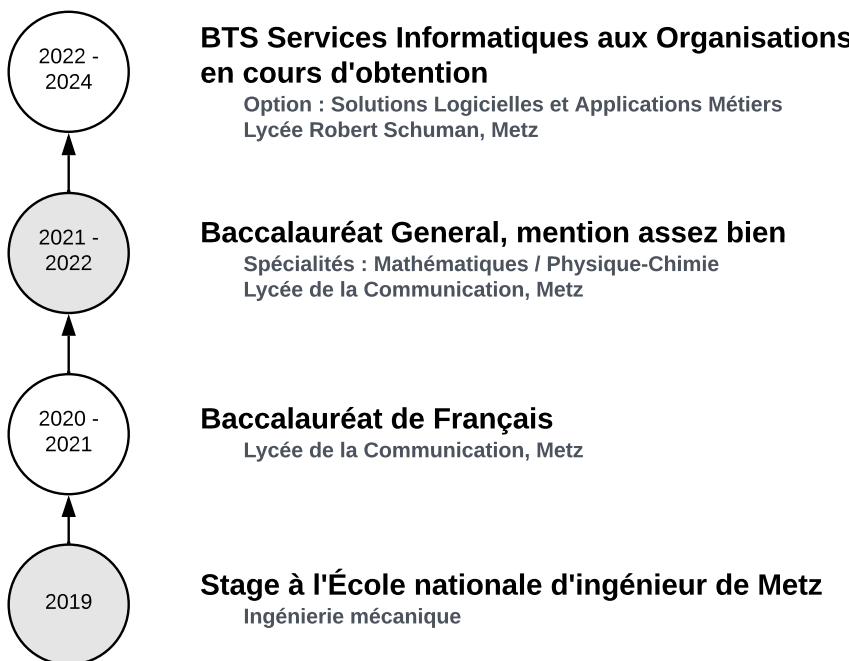 2022 -
2024
BTS Services Informatiques aux Organisations
en cours d'obtention
Option : Solutions Logicielles et Applications Métiers
Lycée Robert Schuman, Metz
2021 -
2022
Baccalauréat General, mention assez bien
Spécialités : Mathématiques / Physique-Chimie
Lycée de la Communication, Metz
2020 -
2021
Baccalauréat de Français
Lycée de la Communication, Metz
2019
Stage à l'École nationale d'ingénieur de Metz
Ingénierie mécanique